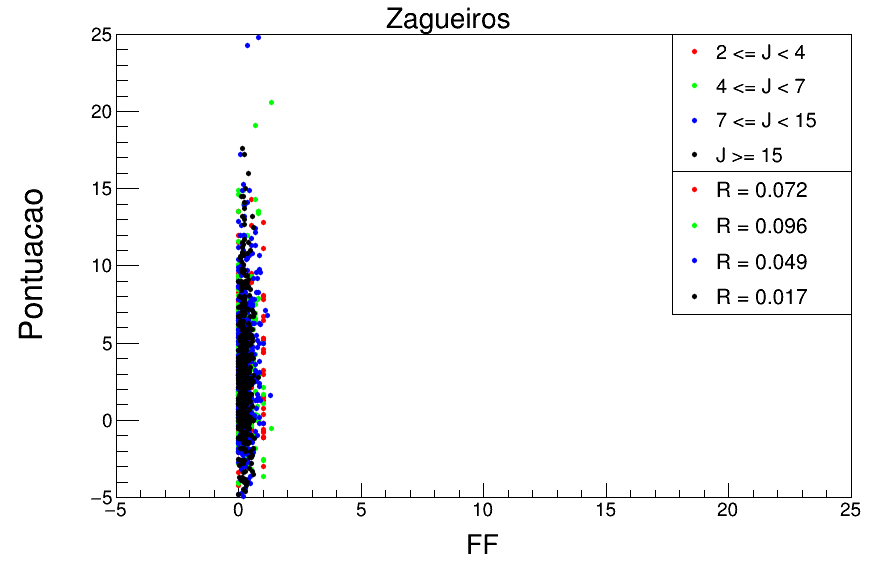 Zagueiros
25
20
15
10
5
0
−5
Pontuacao
2 <= J < 4
4 <= J < 7
7 <= J < 15
J >= 15
R = 0.072
R = 0.096
R = 0.049
R = 0.017
−5 0 5 10 15 20 25
FF